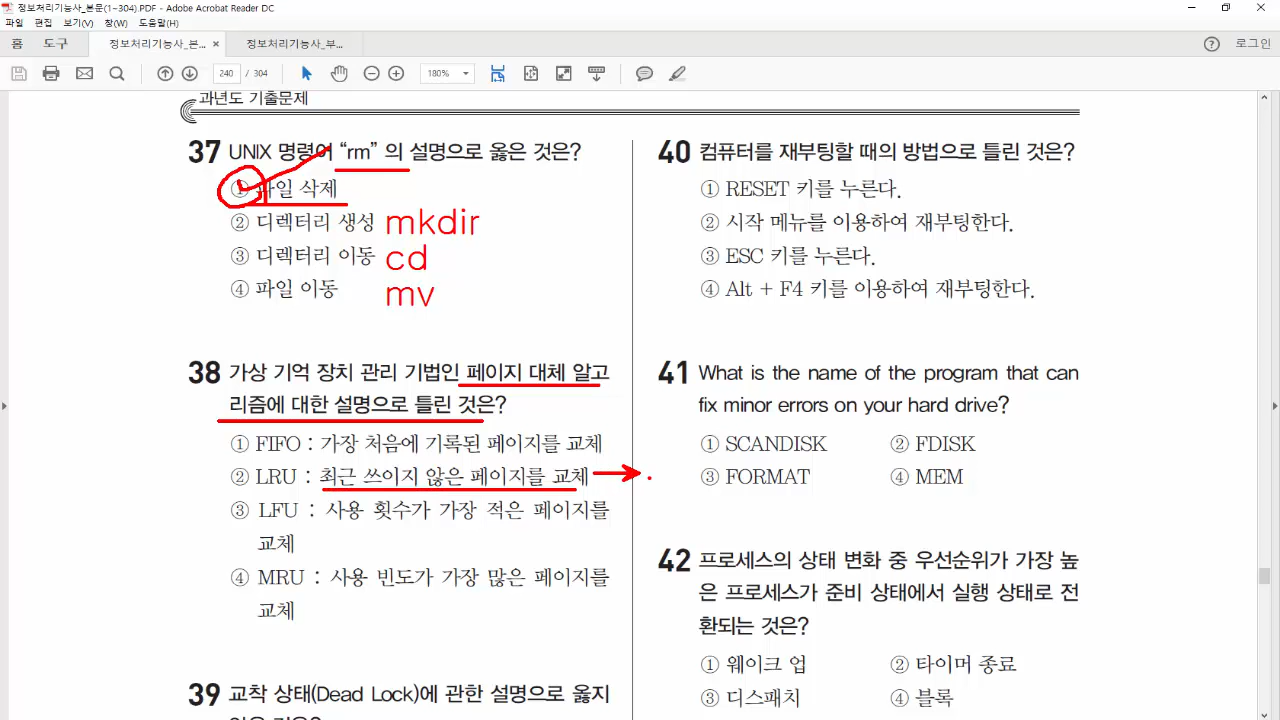 정보처리기능사_본문(1~304).PDF - Adobe Acrobat Reader DC
파일 편집 보기(V) 창(W) 도움말(H)
홈 도구 정보처리기능사_본... × 정보처리기능사_부... 로그인
240 / 304 180%
과년도 기출문제
37 UNIX 명령어 “rm” 의 설명으로 옳은 것은?
① 파일 삭제
② 디렉터리 생성 mkdir
③ 디렉터리 이동 cd
④ 파일 이동 mv
38 가상 기억 장치 관리 기법인 페이지 대체 알고
리즘에 대한 설명으로 틀린 것은?
① FIFO : 가장 처음에 기록된 페이지를 교체
② LRU : 최근 쓰이지 않은 페이지를 교체
③ LFU : 사용 횟수가 가장 적은 페이지를
교체
④ MRU : 사용 빈도가 가장 많은 페이지를
교체
39 교착 상태(Dead Lock)에 관한 설명으로 옳지
40 컴퓨터를 재부팅할 때의 방법으로 틀린 것은?
① RESET 키를 누른다.
② 시작 메뉴를 이용하여 재부팅한다.
③ ESC 키를 누른다.
④ Alt + F4 키를 이용하여 재부팅한다.
41 What is the name of the program that can
fix minor errors on your hard drive?
① SCANDISK ② FDISK
③ FORMAT ④ MEM
42 프로세스의 상태 변화 중 우선순위가 가장 높
은 프로세스가 준비 상태에서 실행 상태로 전
환되는 것은?
① 웨이크 업 ② 타이머 종료
③ 디스패치 ④ 블록